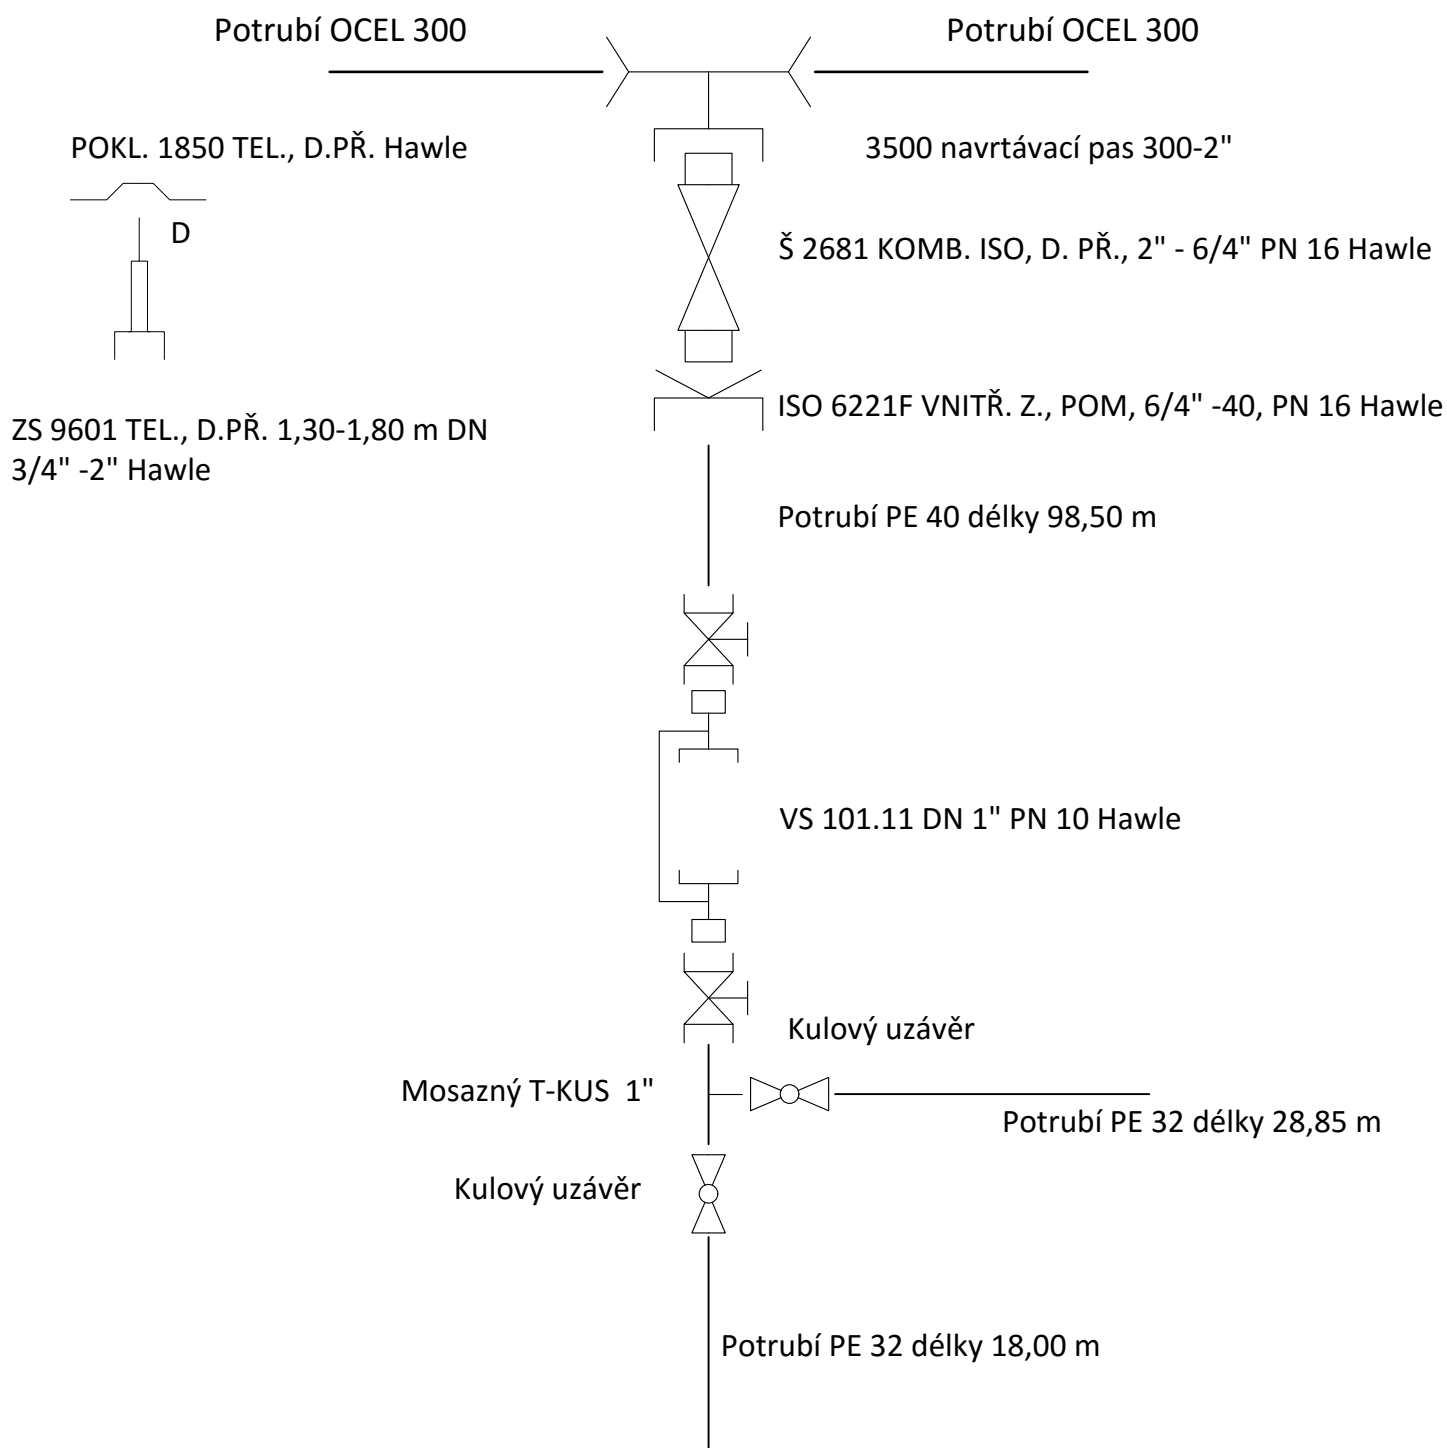 Potrubí OCEL 300
Potrubí OCEL 300
POKL. 1850 TEL., D.PŘ. Hawle
3500 navrtávací pas 300-2"
D
Š 2681 KOMB. ISO, D. PŘ., 2" - 6/4" PN 16 Hawle
ISO 6221F VNITŘ. Z., POM, 6/4" -40, PN 16 Hawle
ZS 9601 TEL., D.PŘ. 1,30-1,80 m DN
3/4" -2" Hawle
Potrubí PE 40 délky 98,50 m
VS 101.11 DN 1" PN 10 Hawle
Kulový uzávěr
Mosazný T-KUS  1"
Potrubí PE 32 délky 28,85 m
Kulový uzávěr
Potrubí PE 32 délky 18,00 m